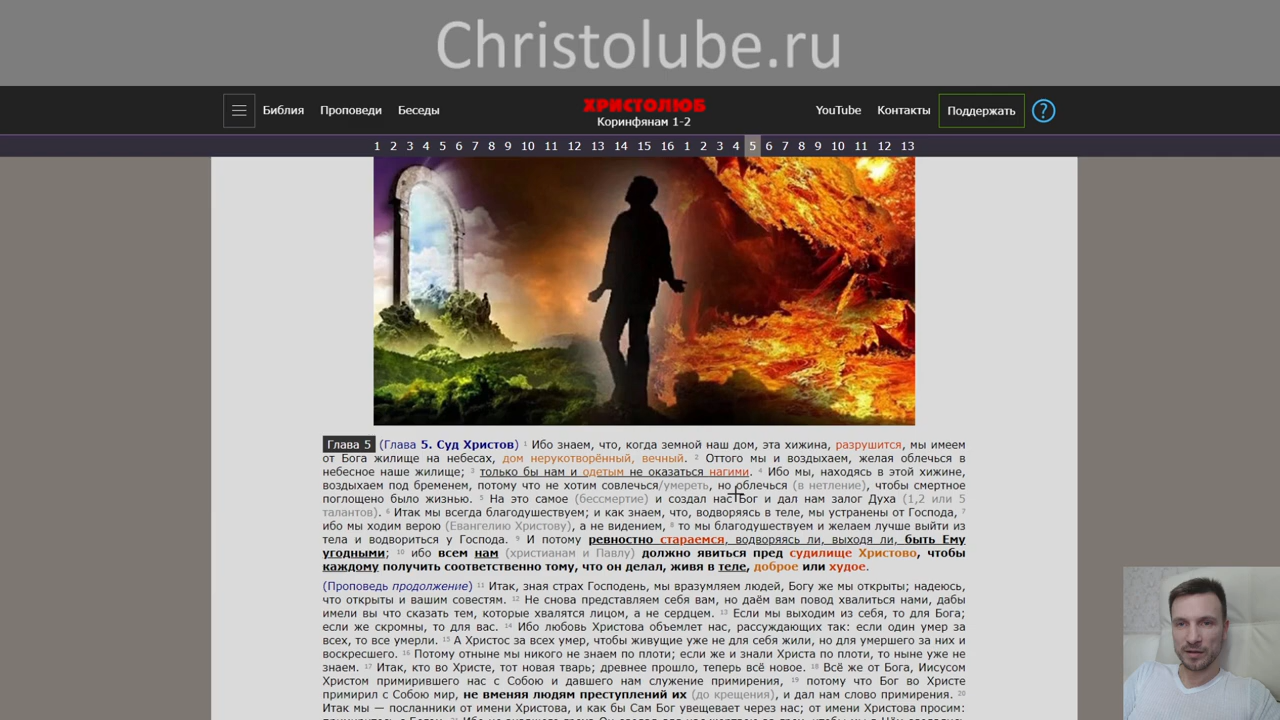 Christolube.ru
Библия Проповеди Беседы ХРИСТОЛЮБ YouTube Контакты Поддержать ?
Коринфянам 1-2
1 2 3 4 5 6 7 8 9 10 11 12 13 14 15 16 1 2 3 4 5 6 7 8 9 10 11 12 13
Глава 5 (Глава 5. Суд Христов) 1 Ибо знаем, что, когда земной наш дом, эта хижина, разрушится, мы имеем
от Бога жилище на небесах, дом нерукотворённый, вечный. 2 Оттого мы и воздыхаем, желая облечься в
небесное наше жилище; 3 только бы нам и одетым не оказаться нагими. 4 Ибо мы, находясь в этой хижине,
воздыхаем под бременем, потому что не хотим совлечься/умереть, но облечься (в нетление), чтобы смертное
поглощено было жизнью. 5 На это самое (бессмертие) и создал нас Бог и дал нам залог Духа (1,2 или 5
талантов). 6 Итак мы всегда благодушествуем; и как знаем, что, водворяясь в теле, мы устранены от Господа, 7
ибо мы ходим верою (Евангелию Христову), а не видением, 8 то мы благодушествуем и желаем лучше выйти из
тела и водвориться у Господа. 9 И потому ревностно стараемся, водворяясь ли, выходя ли, быть Ему
угодными; 10 ибо всем нам (христианам и Павлу) должно явиться пред судилище Христово, чтобы
каждому получить соответственно тому, что он делал, живя в теле, доброе или худое.
(Проповедь продолжение) 11 Итак, зная страх Господень, мы вразумляем людей, Богу же мы открыты; надеюсь,
что открыты и вашим совестям. 12 Не снова представляем себя вам, но даём вам повод хвалиться нами, дабы
имели вы что сказать тем, которые хвалятся лицом, а не сердцем. 13 Если мы выходим из себя, то для Бога;
если же скромны, то для вас. 14 Ибо любовь Христова объемлет нас, рассуждающих так: если один умер за
всех, то все умерли. 15 А Христос за всех умер, чтобы живущие уже не для себя жили, но для умершего за них и
воскресшего. 16 Потому отныне мы никого не знаем по плоти; если же и знали Христа по плоти, то ныне уже не
знаем. 17 Итак, кто во Христе, тот новая тварь; древнее прошло, теперь всё новое. 18 Всё же от Бога, Иисусом
Христом примирившего нас с Собою и давшего нам служение примирения, 19 потому что Бог во Христе
примирил с Собою мир, не вменяя людям преступлений их (до крещения), и дал нам слово примирения. 20
Итак мы — посланники от имени Христова, и как бы Сам Бог увещевает через нас; от имени Христова просим: